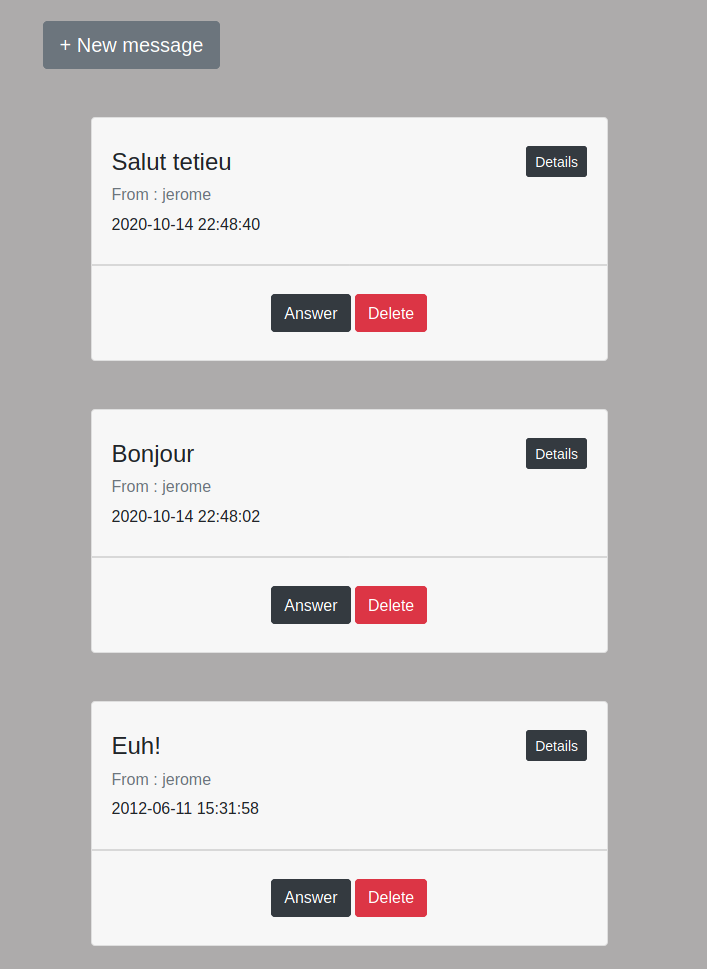 + New message
Salut tetieu
Details
From : jerome
2020-10-14 22:48:40
Answer Delete
Bonjour
Details
From : jerome
2020-10-14 22:48:02
Answer Delete
Euh!
Details
From : jerome
2012-06-11 15:31:58
Answer Delete